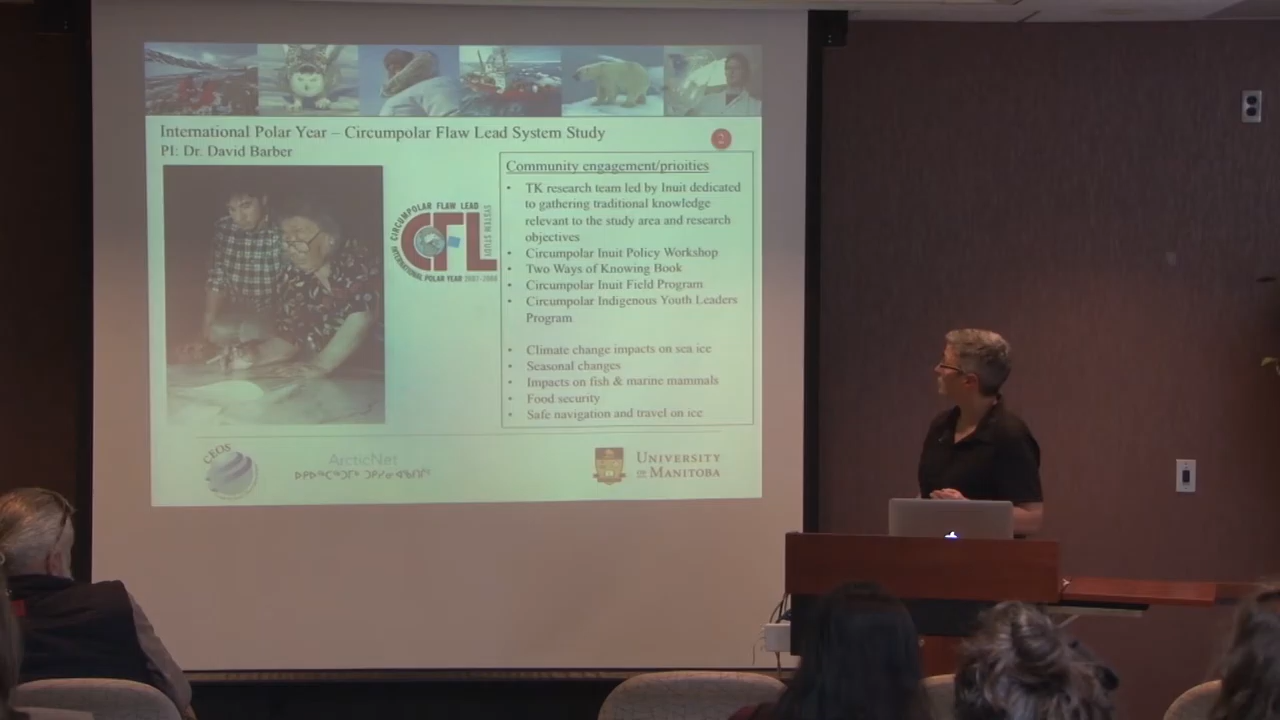 International Polar Year – Circumpolar Flaw Lead System Study
PI: Dr. David Barber
2
CIRCUMPOLAR FLAW LEAD
SYSTEM STUDY
CFL
INTERNATIONAL POLAR YEAR 2007-2008
Community engagement/prioities
• TK research team led by Inuit dedicated
to gathering traditional knowledge
relevant to the study area and research
objectives
• Circumpolar Inuit Policy Workshop
• Two Ways of Knowing Book
• Circumpolar Inuit Field Program
• Circumpolar Indigenous Youth Leaders
Program
• Climate change impacts on sea ice
• Seasonal changes
• Impacts on fish & marine mammals
• Food security
• Safe navigation and travel on ice
CEOS
ArcticNet
UNIVERSITY
OF MANITOBA